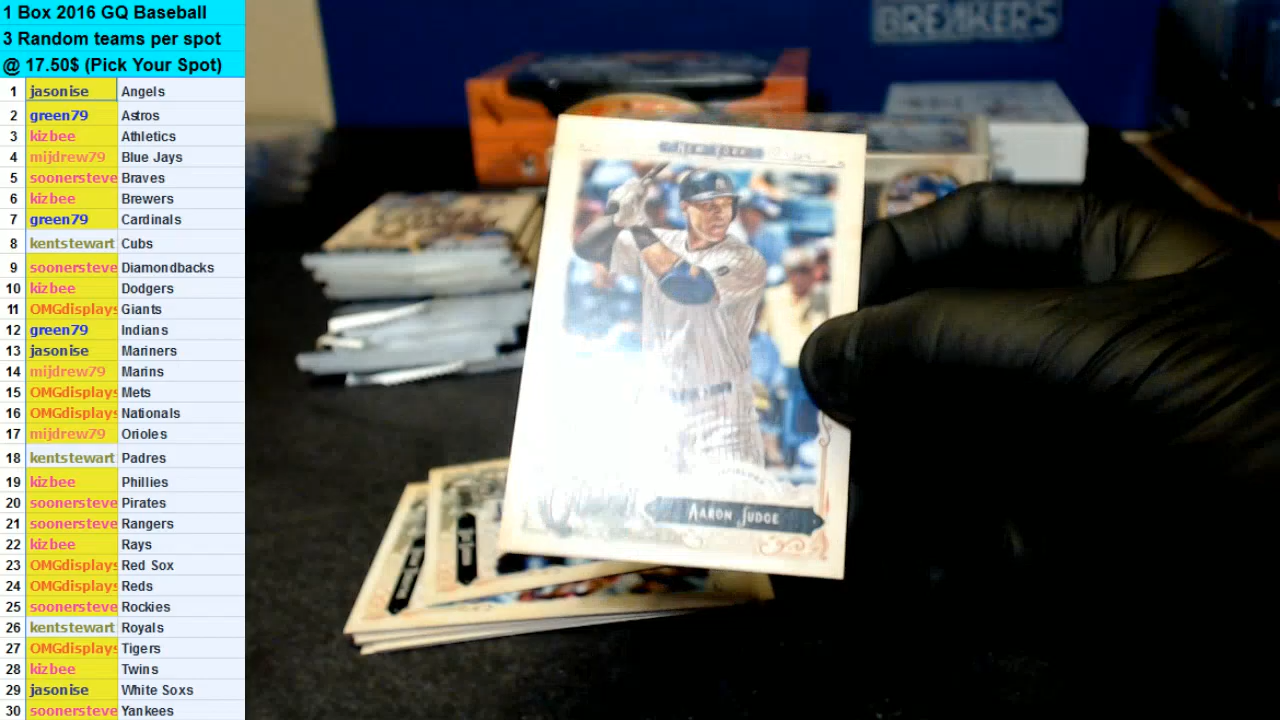 1 Box 2016 GQ Baseball
3 Random teams per spot
@ 17.50$ (Pick Your Spot)
1 jasonise Angels
2 green79 Astros
3 kizbee Athletics
4 mijdrew79 Blue Jays
5 soonersteve Braves
6 kizbee Brewers
7 green79 Cardinals
8 kentstewart Cubs
9 soonersteve Diamondbacks
10 kizbee Dodgers
11 OMGdisplays Giants
12 green79 Indians
13 jasonise Mariners
14 mijdrew79 Marins
15 OMGdisplays Mets
16 OMGdisplays Nationals
17 mijdrew79 Orioles
18 kentstewart Padres
19 kizbee Phillies
20 soonersteve Pirates
21 soonersteve Rangers
22 kizbee Rays
23 OMGdisplays Red Sox
24 OMGdisplays Reds
25 soonersteve Rockies
26 kentstewart Royals
27 OMGdisplays Tigers
28 kizbee Twins
29 jasonise White Soxs
30 soonersteve Yankees
BREAKERS
NEW YORK
AARON JUDGE